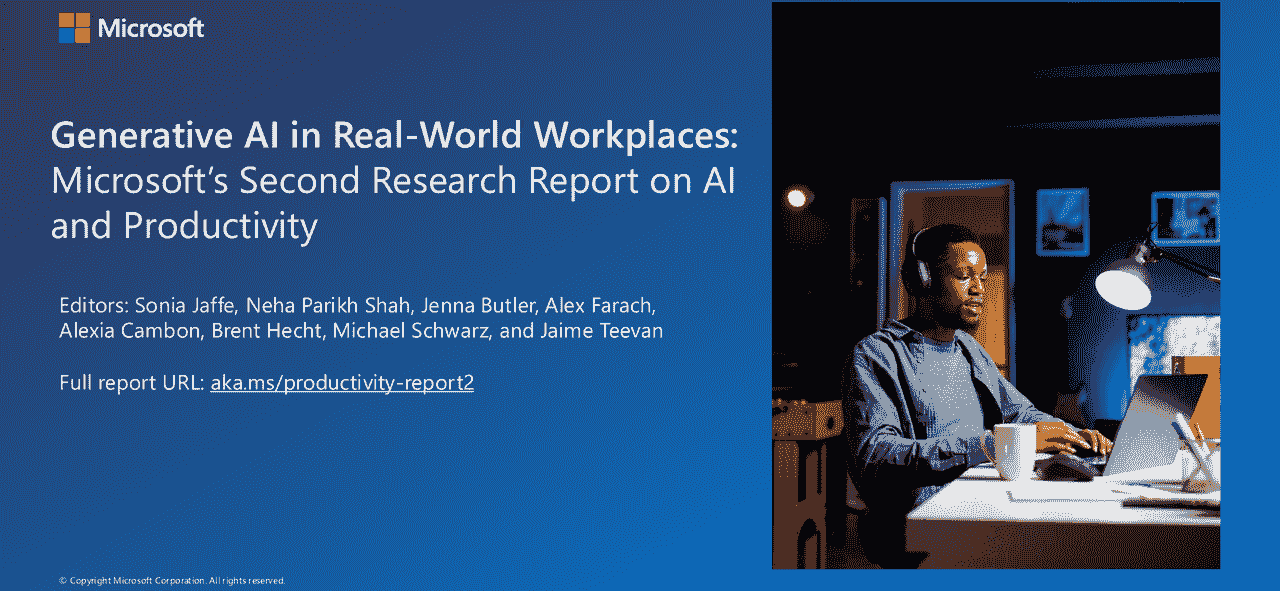 Microsoft
Generative AI in Real-World Workplaces:
Microsoft’s Second Research Report on AI
and Productivity
Editors: Sonia Jaffe, Neha Parikh Shah, Jenna Butler, Alex Farach,
Alexia Cambon, Brent Hecht, Michael Schwarz, and Jaime Teevan
Full report URL: aka.ms/productivity-report2
© Copyright Microsoft Corporation. All rights reserved.